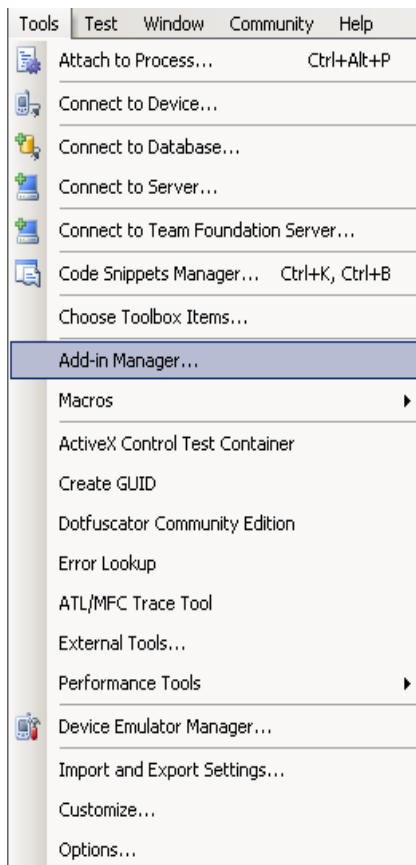 Tools Test Window Community Help
Attach to Process... Ctrl+Alt+P
Connect to Device...
Connect to Database...
Connect to Server...
Connect to Team Foundation Server...
Code Snippets Manager... Ctrl+K, Ctrl+B
Choose Toolbox Items...
Add-in Manager...
Macros
ActiveX Control Test Container
Create GUID
Dotfuscator Community Edition
Error Lookup
ATL/MFC Trace Tool
External Tools...
Performance Tools
Device Emulator Manager...
Import and Export Settings...
Customize...
Options...